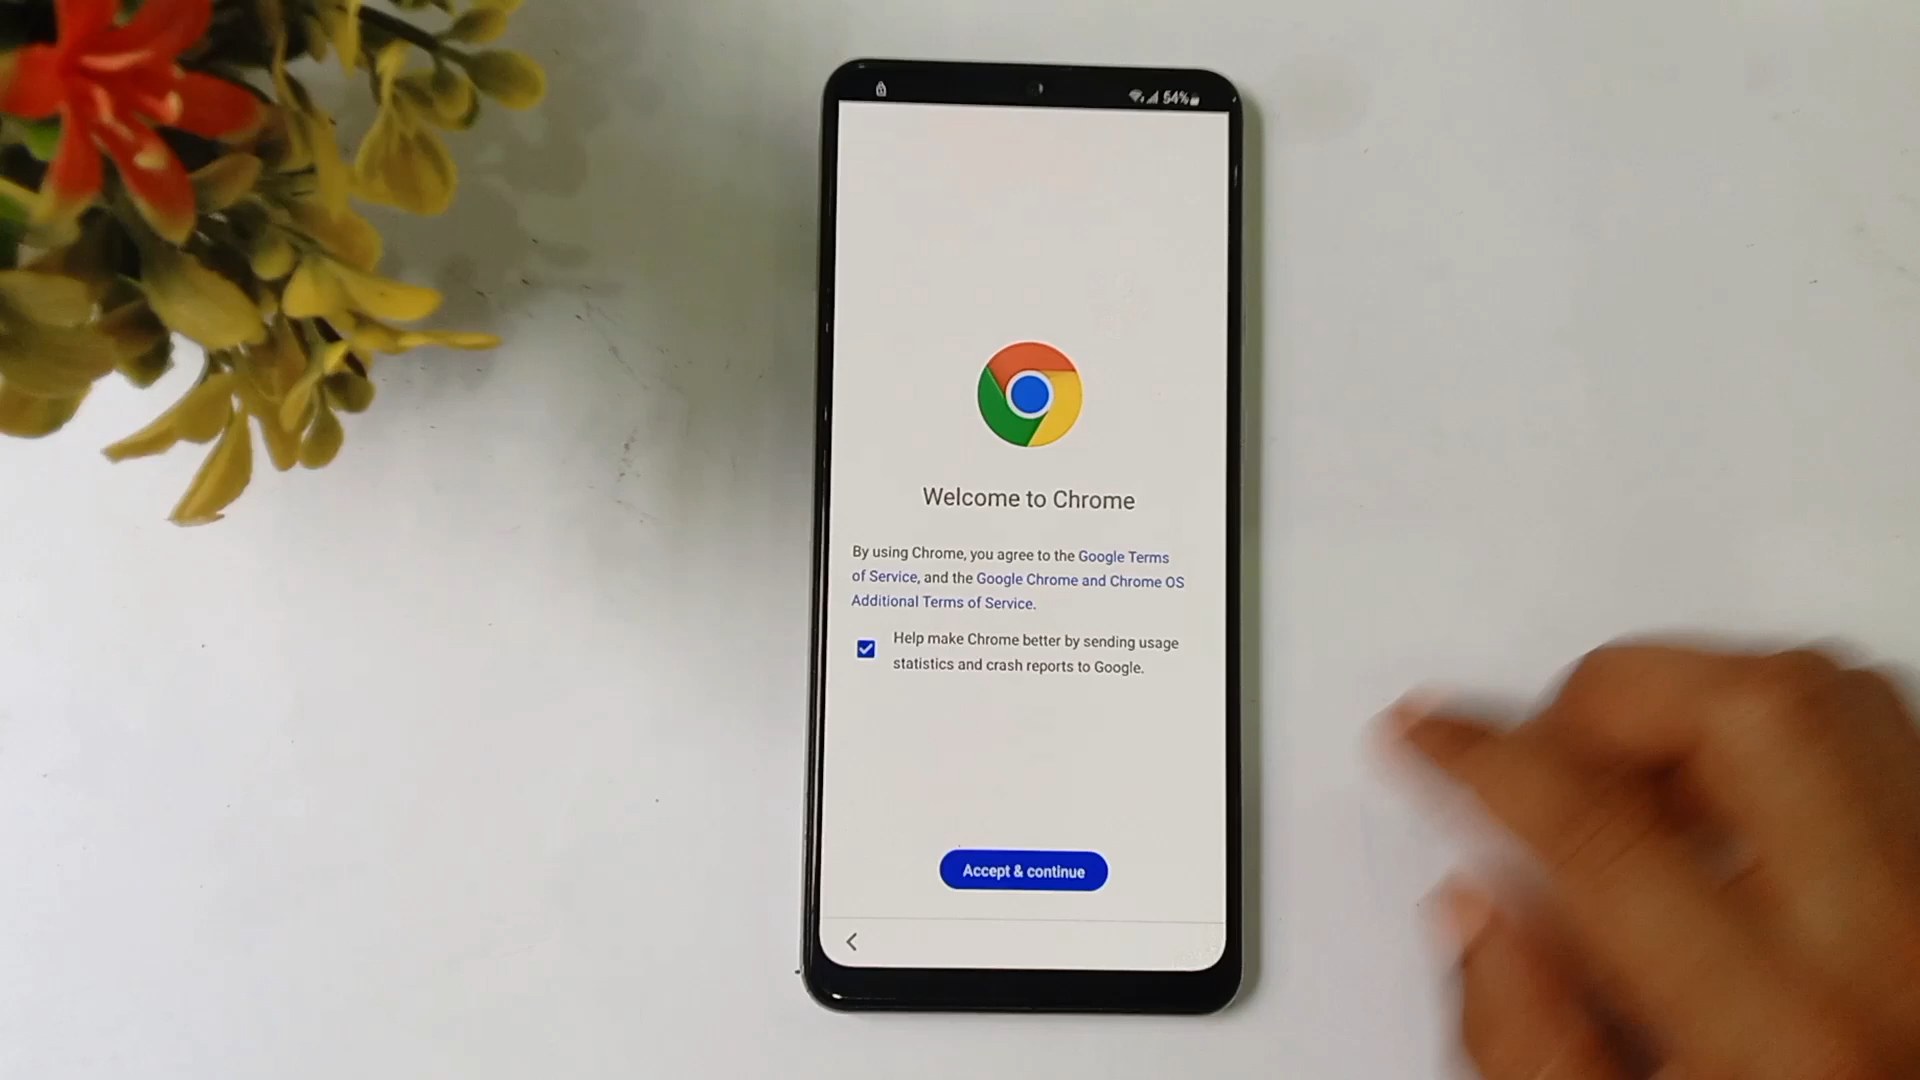 54%
Welcome to Chrome
By using Chrome, you agree to the Google Terms
of Service, and the Google Chrome and Chrome OS
Additional Terms of Service.
Help make Chrome better by sending usage
statistics and crash reports to Google.
Accept & continue